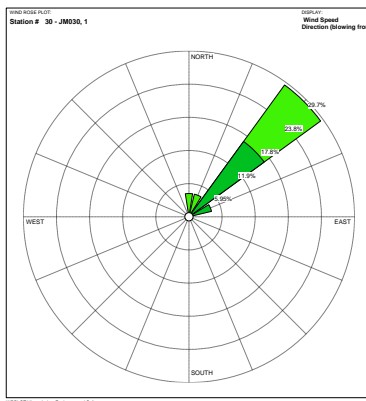 WIND ROSE PLOT:
Station # 30 - JM030, 1
DISPLAY:
Wind Speed
Direction (blowing fro
NORTH
29.7%
23.8%
17.8%
11.9%
5.95%
WEST
EAST
SOUTH